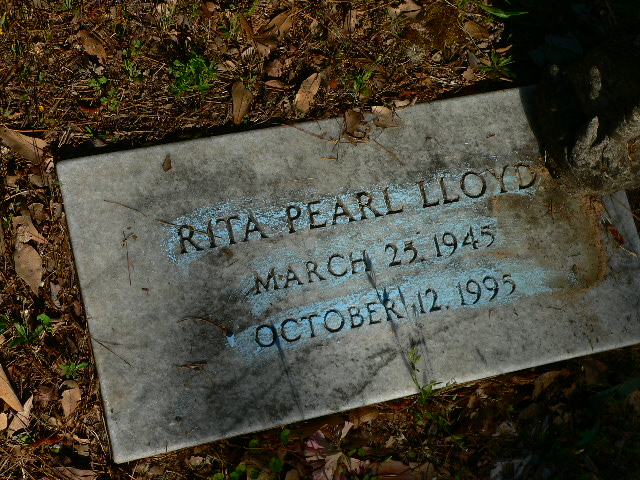 RITA PEARL LLOYD
MARCH 25, 1945
OCTOBER 12, 1995